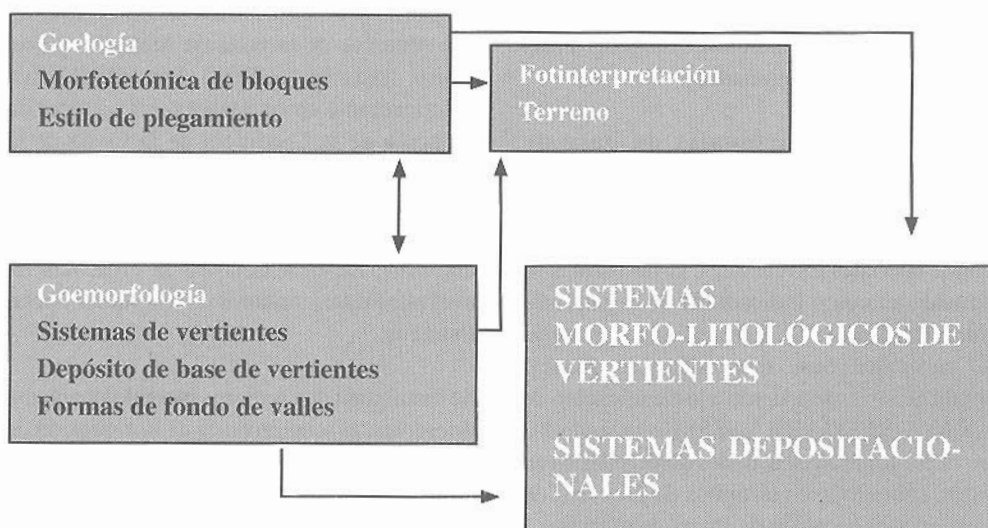 Goelogía
Morfotetónica de bloques
Estilo de plegamiento
Fotinterpretación
Terreno
Goemorfología
Sistemas de vertientes
Depósito de base de vertientes
Formas de fondo de valles
SISTEMAS
MORFO-LITOLÓGICOS DE
VERTIENTES
SISTEMAS DEPOSITACIO-
NALES